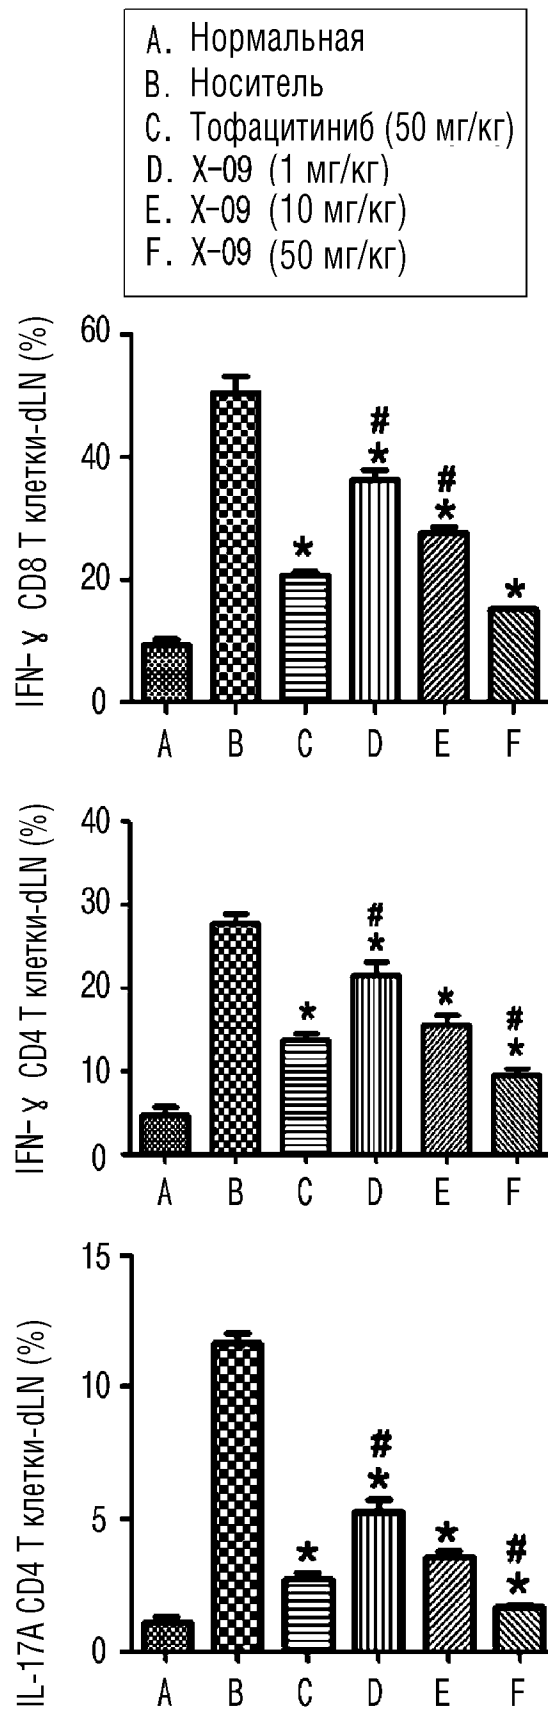 A. Нормальная
B. Носитель
C. Тофацитиниб (50 мг/кг)
D. X-09 (1 мг/кг)
E. X-09 (10 мг/кг)
F. X-09 (50 мг/кг)
IFN-γ CD8 T клетки-dLN (%)
60
40
20
0
#
*
#
*
*
*
A B C D E F
IFN-γ CD4 T клетки-dLN (%)
40
30
20
10
0
#
*
*
*
#
*
A B C D E F
IL-17A CD4 T клетки-dLN (%)
15
10
5
0
#
*
*
*
#
*
A B C D E F